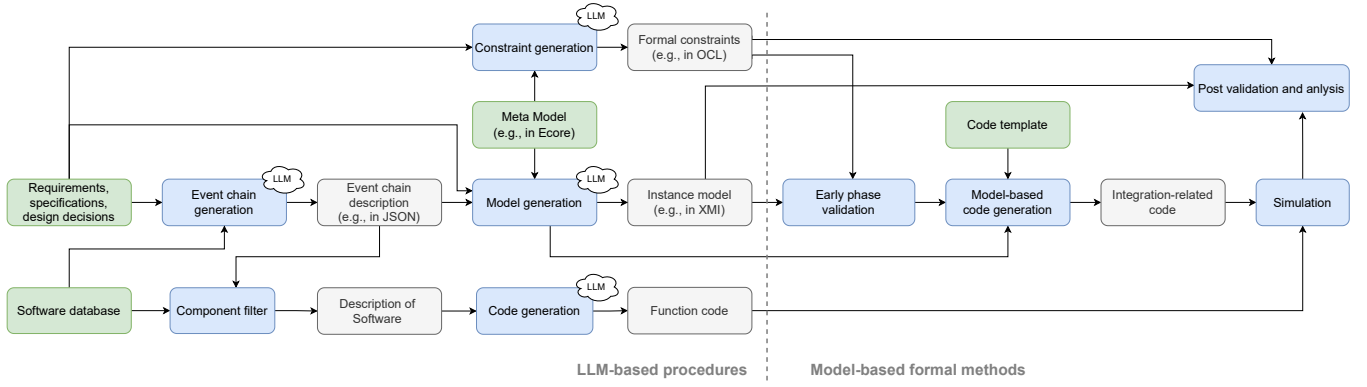 LLM
Constraint generation
Formal constraints
(e.g., in OCL)
Post validation and anlysis
Meta Model
(e.g., in Ecore)
Code template
Requirements,
specifications,
design decisions
LLM
Event chain
generation
Event chain
description
(e.g., in JSON)
LLM
Model generation
Instance model
(e.g., in XMI)
Early phase
validation
Model-based
code generation
Integration-related
code
Simulation
Software database
Component filter
Description of
Software
LLM
Code generation
Function code
LLM-based procedures
Model-based formal methods